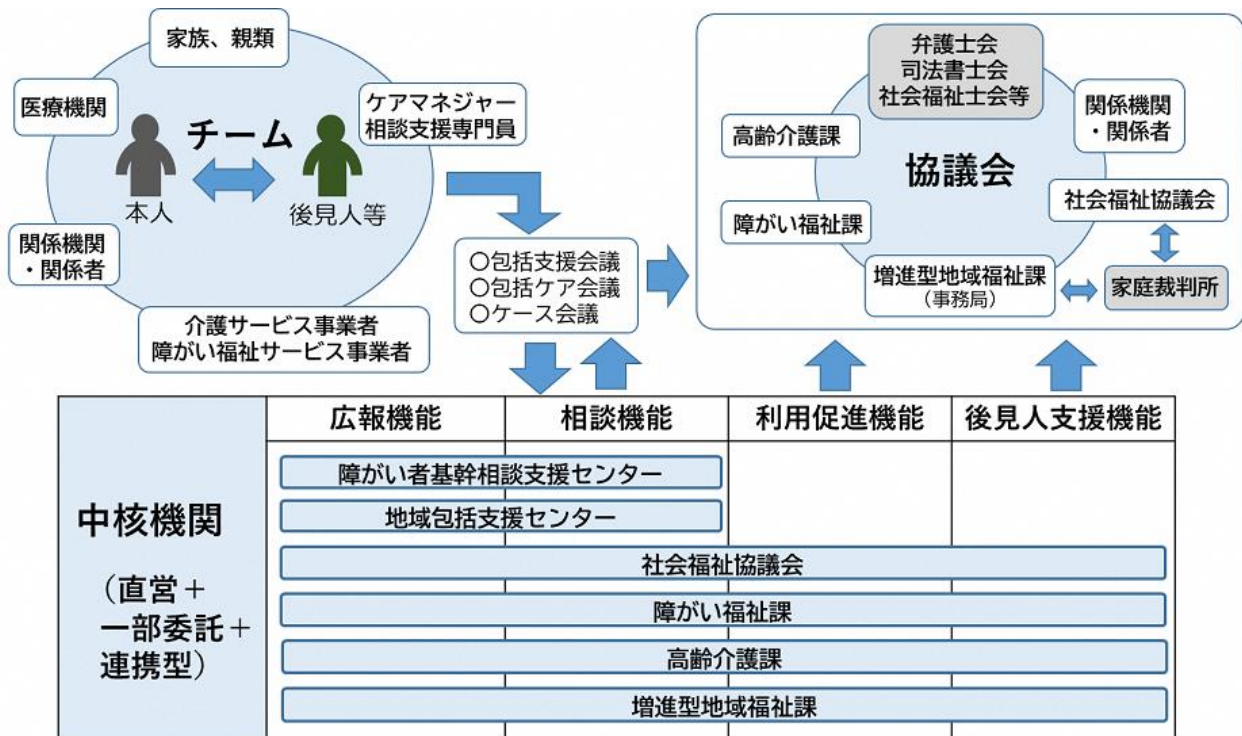 家族、親類
医療機関
ケアマネジャー
相談支援専門員
チーム
本人
後見人等
関係機関
・関係者
介護サービス事業者
障がい福祉サービス事業者
〇包括支援会議
〇包括ケア会議
〇ケース会議
弁護士会
司法書士会
社会福祉士会等
関係機関
・関係者
高齢介護課
協議会
社会福祉協議会
障がい福祉課
増進型地域福祉課
（事務局）
家庭裁判所
中核機関
（直営＋
一部委託＋
連携型）
広報機能
相談機能
利用促進機能
後見人支援機能
障がい者基幹相談支援センター
地域包括支援センター
社会福祉協議会
障がい福祉課
高齢介護課
増進型地域福祉課